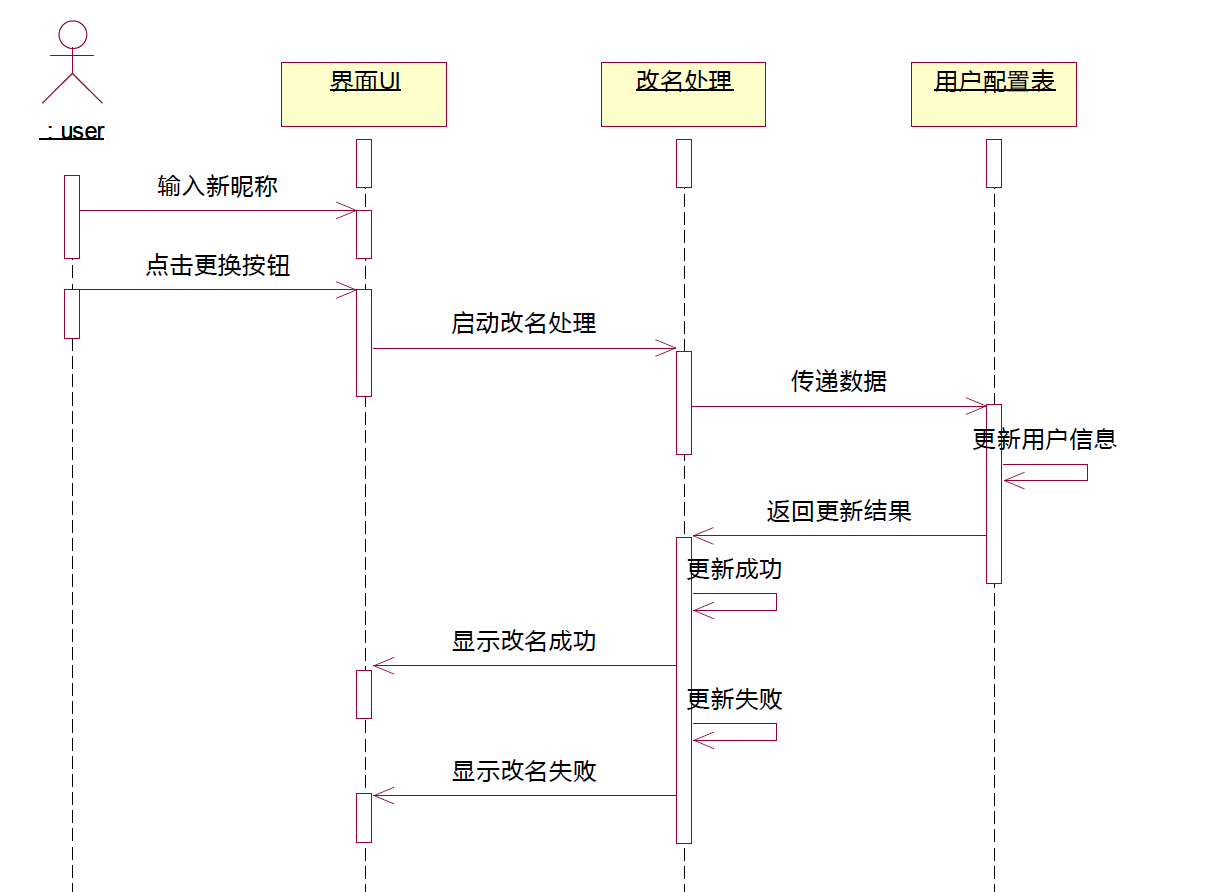 界面UI
改名处理
用户配置表
: user
输入新昵称
点击更换按钮
启动改名处理
传递数据
更新用户信息
返回更新结果
更新成功
显示改名成功
更新失败
显示改名失败